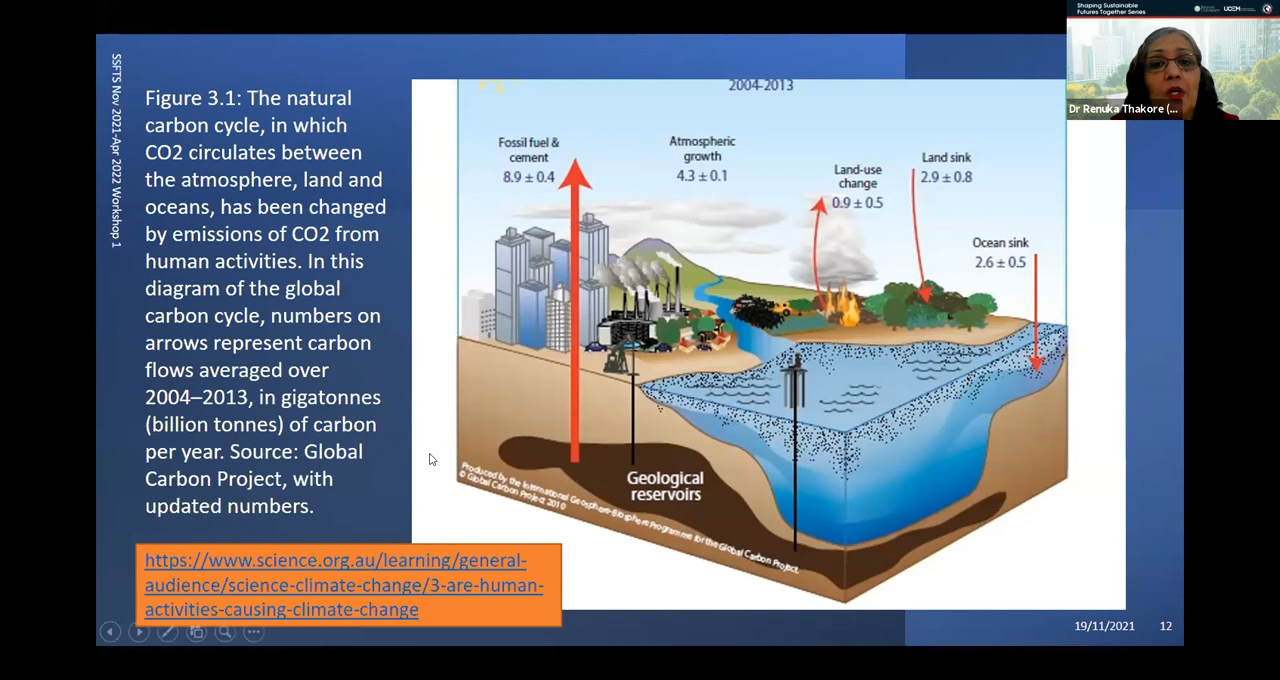 Shaping Sustainable
Futures Together Series
UCEM
Dr Renuka Thakore (...
SSFTS Nov 2021-Apr 2022 Workshop 1
Figure 3.1: The natural
carbon cycle, in which
CO2 circulates between
the atmosphere, land and
oceans, has been changed
by emissions of CO2 from
human activities. In this
diagram of the global
carbon cycle, numbers on
arrows represent carbon
flows averaged over
2004–2013, in gigatonnes
(billion tonnes) of carbon
per year. Source: Global
Carbon Project, with
updated numbers.
https://www.science.org.au/learning/general-
audience/science-climate-change/3-are-human-
activities-causing-climate-change
2004-2013
Fossil fuel &
cement
8.9 ± 0.4
Atmospheric
growth
4.3 ± 0.1
Land-use
change
0.9 ± 0.5
Land sink
2.9 ± 0.8
Ocean sink
2.6 ± 0.5
Geological
reservoirs
Produced by the International Geosphere-Biosphere Programme for the Global Carbon Project.
© Global Carbon Project 2010
19/11/2021
12